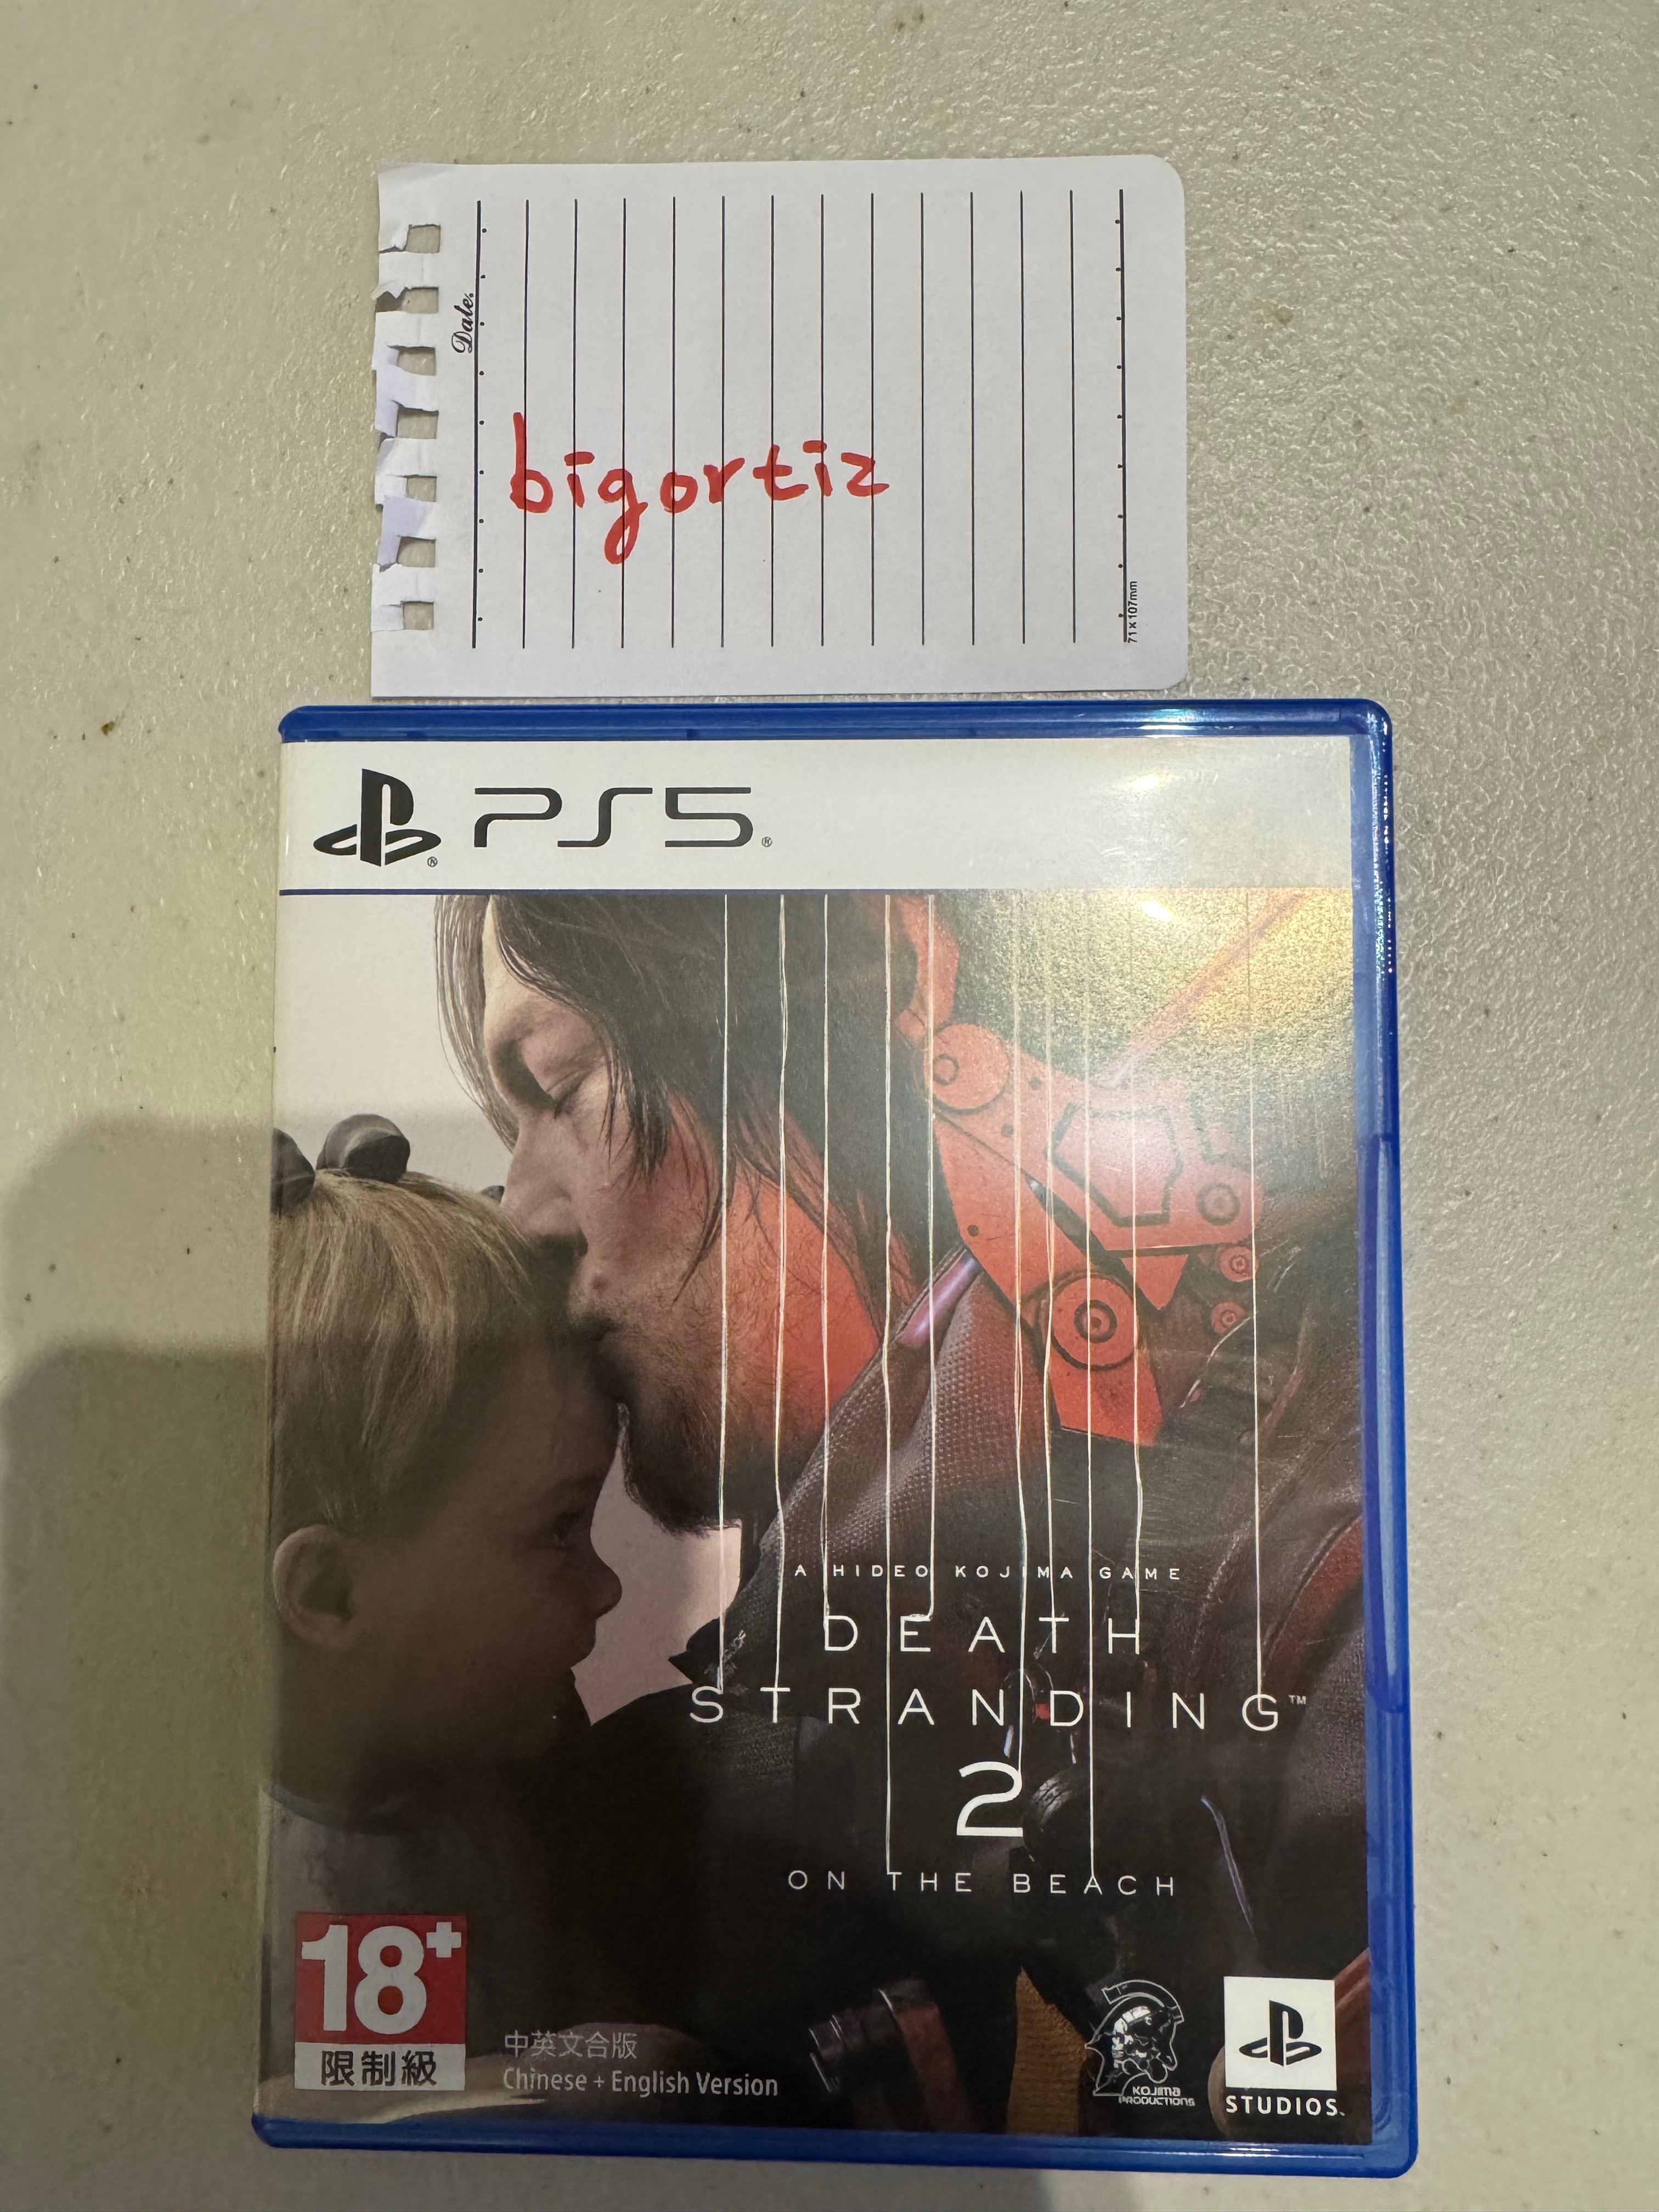 Date.
bigortiz
71×107mm
PS5®
A HIDEO KOJIMA GAME
DEATH
STRANDING™
2
ON THE BEACH
18+
限制級
中英文合版
Chinese + English Version
KOJIMA
PRODUCTIONS
STUDIOS